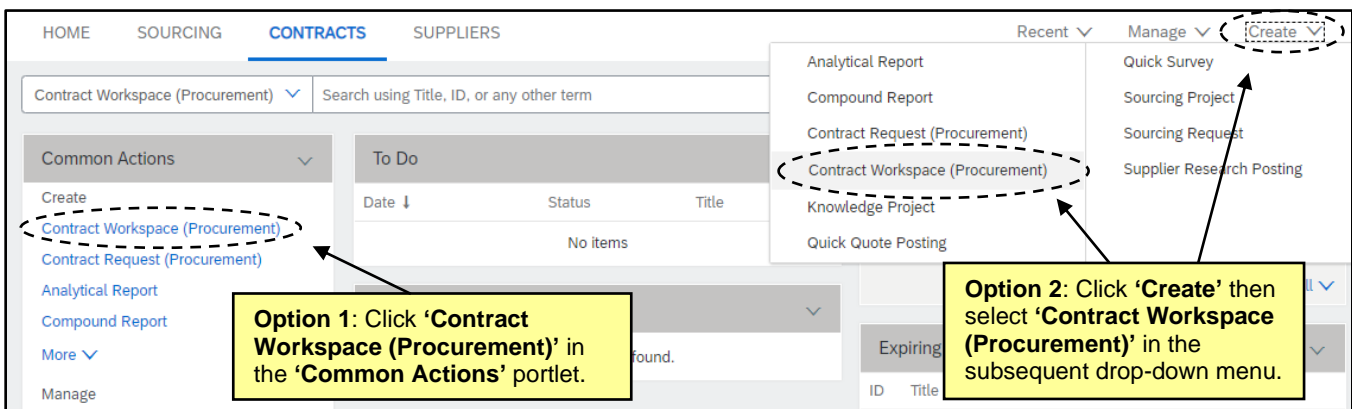 HOME SOURCING CONTRACTS SUPPLIERS Recent Manage Create
Contract Workspace (Procurement) Search using Title, ID, or any other term
Analytical Report Quick Survey
Compound Report Sourcing Project
Contract Request (Procurement) Sourcing Request
Contract Workspace (Procurement) Supplier Research Posting
Knowledge Project
Quick Quote Posting
Common Actions
Create
Contract Workspace (Procurement)
Contract Request (Procurement)
Analytical Report
Compound Report
More
Manage
To Do
Date ↓ Status Title
No items
found.
Option 1: Click ‘Contract
Workspace (Procurement)’ in
the ‘Common Actions’ portlet.
Option 2: Click ‘Create’ then
select ‘Contract Workspace
(Procurement)’ in the
subsequent drop-down menu.
Expiring
ID Title